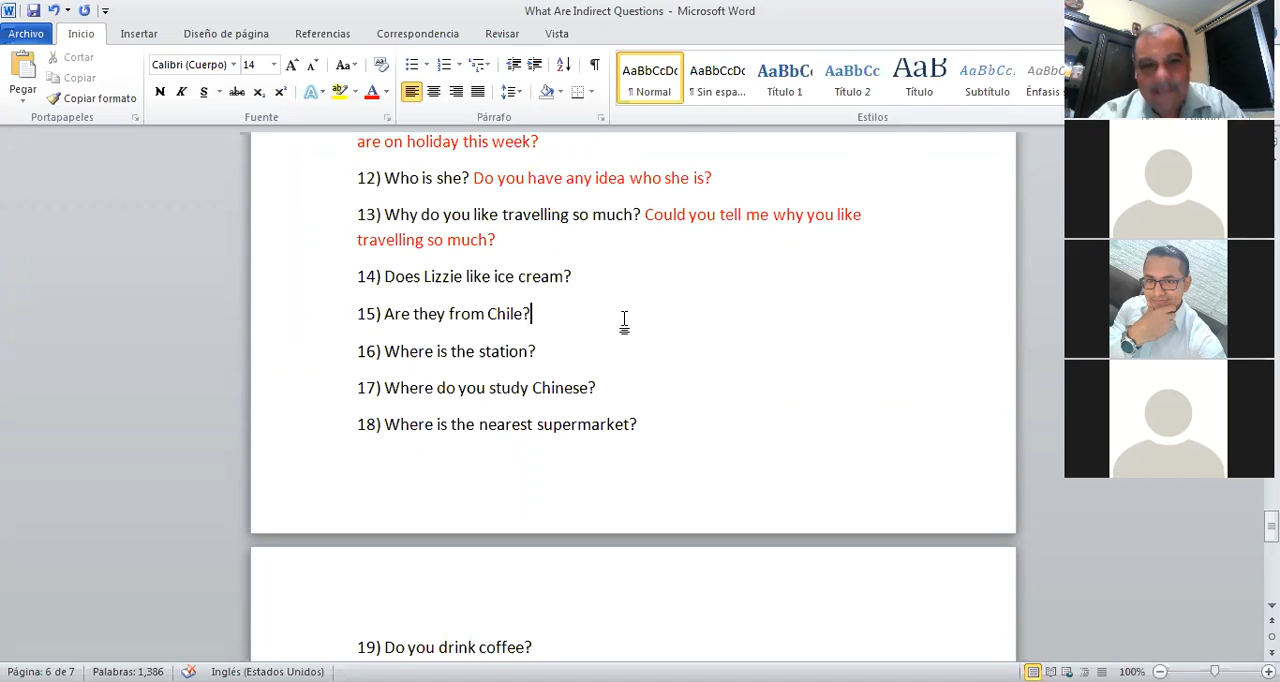 What Are Indirect Questions - Microsoft Word
Archivo Inicio Insertar Diseño de página Referencias Correspondencia Revisar Vista
Cortar
Copiar
Copiar formato
Pegar
Calibri (Cuerpo) 14
Portapapeles Fuente Párrafo Estilos
AaBbCcDc AaBbCcDc AaBbC AaBbCc AaB AaBbCc AaBbCc
¶ Normal ¶ Sin espa... Título 1 Título 2 Título Subtítulo Énfasis
are on holiday this week?
12) Who is she? Do you have any idea who she is?
13) Why do you like travelling so much? Could you tell me why you like
travelling so much?
14) Does Lizzie like ice cream?
15) Are they from Chile?
16) Where is the station?
17) Where do you study Chinese?
18) Where is the nearest supermarket?
19) Do you drink coffee?
Página: 6 de 7 Palabras: 1,386 Inglés (Estados Unidos) 100%